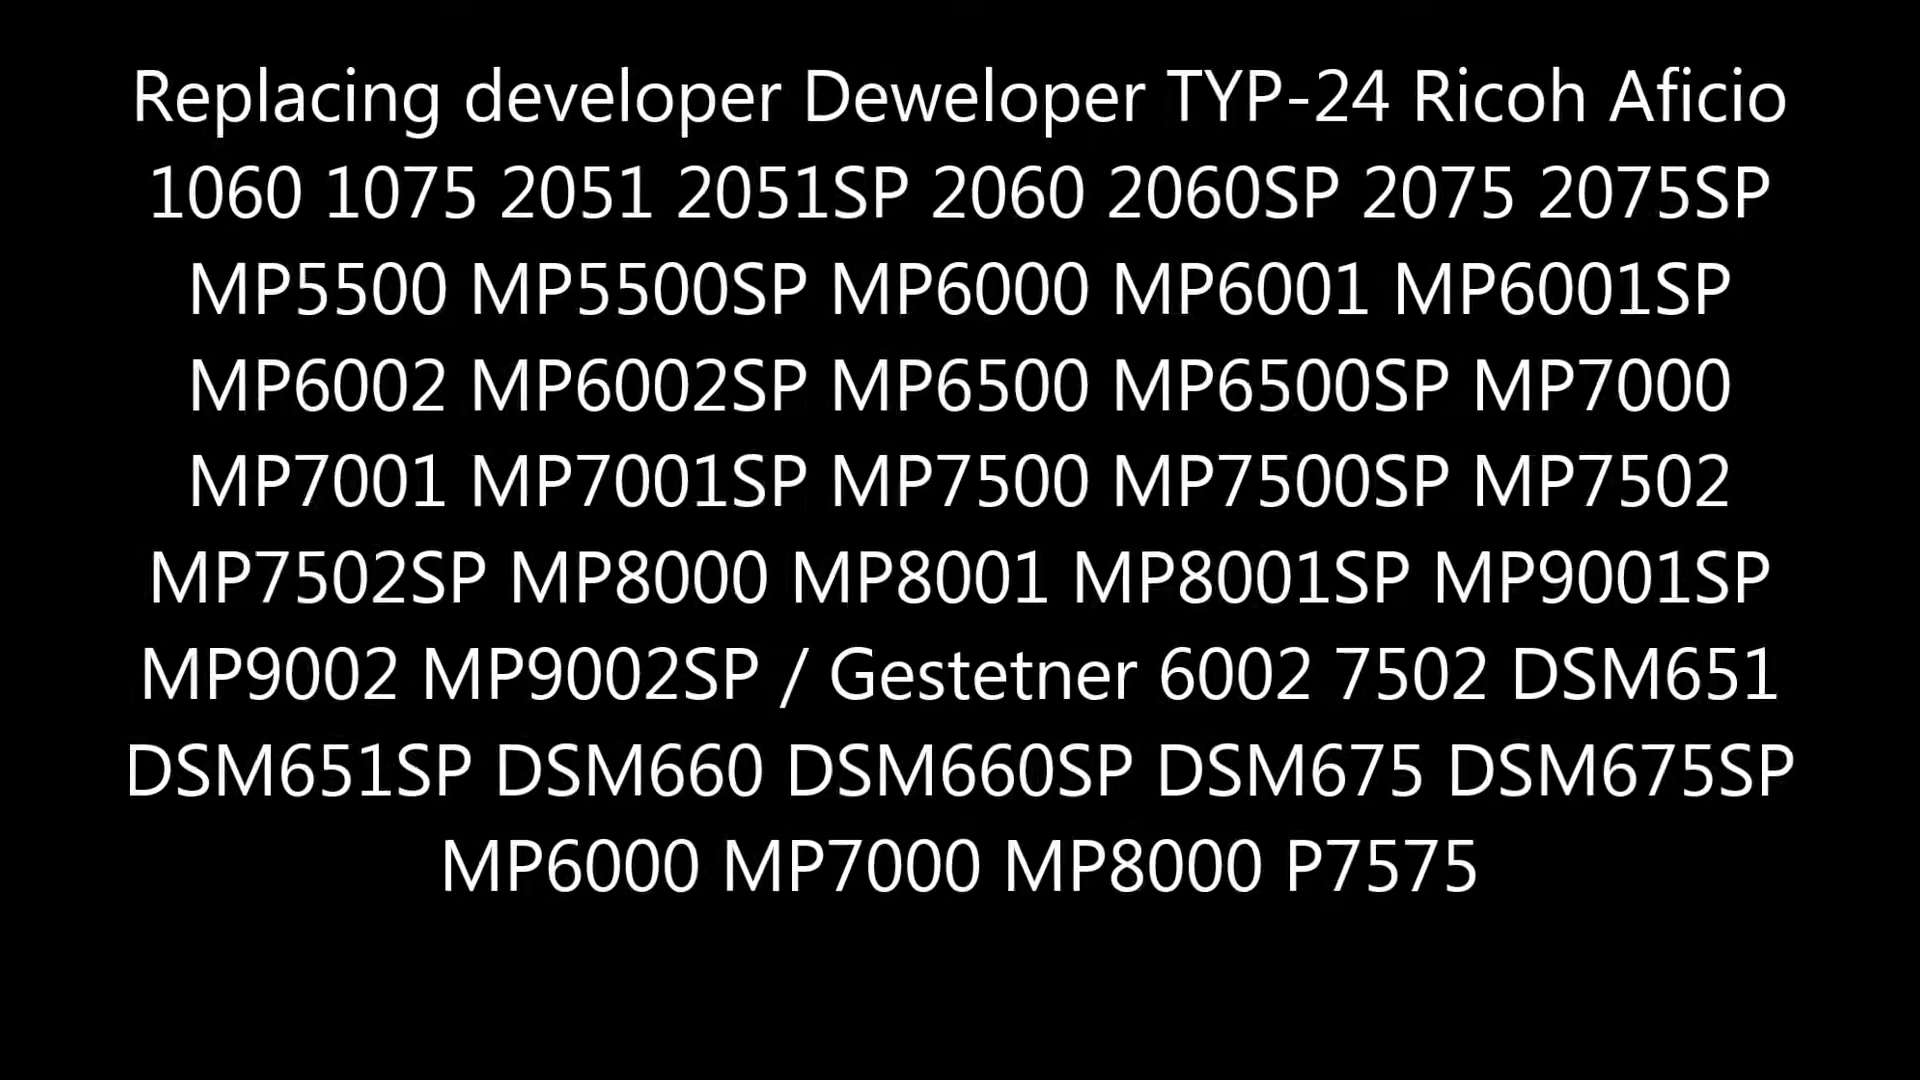 Replacing developer Deweloper TYP-24 Ricoh Aficio
1060 1075 2051 2051SP 2060 2060SP 2075 2075SP
MP5500 MP5500SP MP6000 MP6001 MP6001SP
MP6002 MP6002SP MP6500 MP6500SP MP7000
MP7001 MP7001SP MP7500 MP7500SP MP7502
MP7502SP MP8000 MP8001 MP8001SP MP9001SP
MP9002 MP9002SP / Gestetner 6002 7502 DSM651
DSM651SP DSM660 DSM660SP DSM675 DSM675SP
MP6000 MP7000 MP8000 P7575